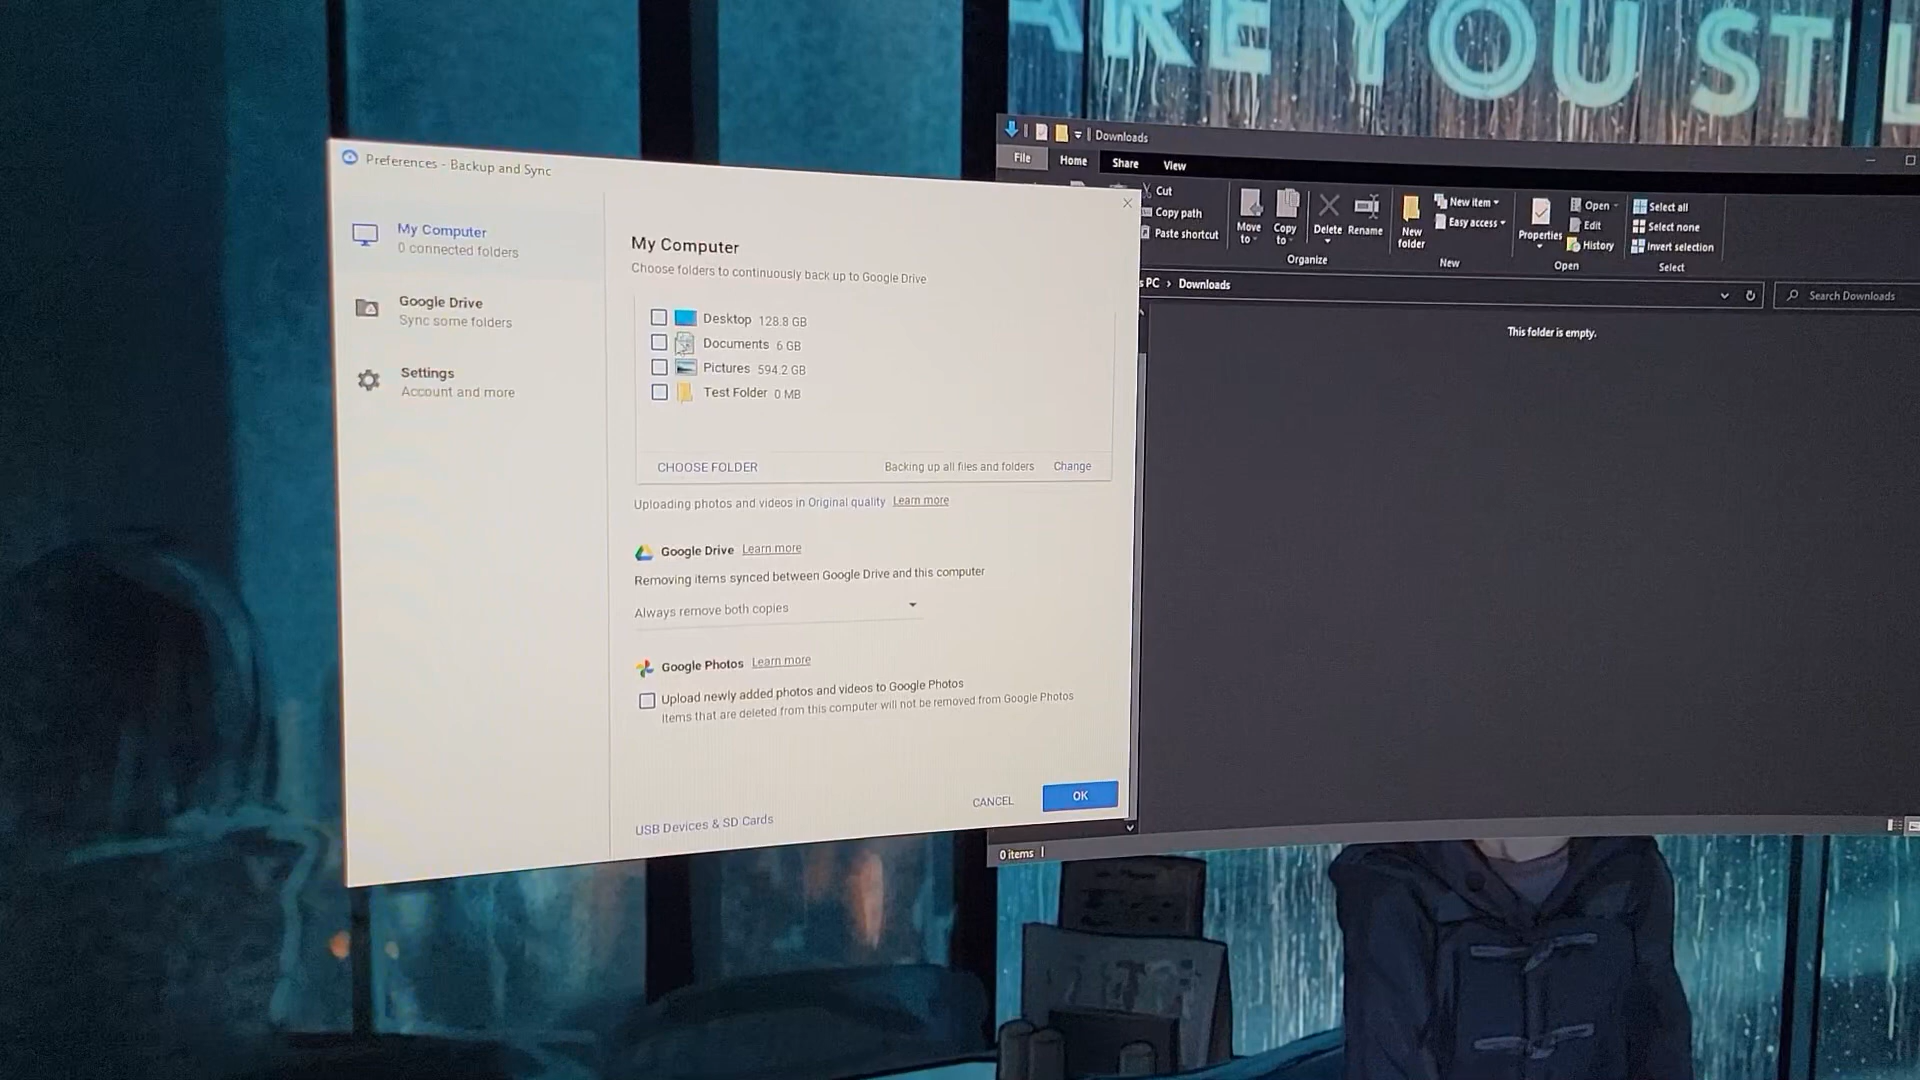 ARE YOU STIL
Preferences - Backup and Sync
My Computer
0 connected folders
Google Drive
Sync some folders
Settings
Account and more
My Computer
Choose folders to continuously back up to Google Drive
Desktop 128.8 GB
Documents 6 GB
Pictures 594.2 GB
Test Folder 0 MB
CHOOSE FOLDER
Backing up all files and folders Change
Uploading photos and videos in Original quality Learn more
Google Drive Learn more
Removing items synced between Google Drive and this computer
Always remove both copies
Google Photos Learn more
Upload newly added photos and videos to Google Photos
Items that are deleted from this computer will not be removed from Google Photos
CANCEL
OK
USB Devices & SD Cards
Downloads
File Home Share View
Cut
Copy path
Paste shortcut
Move to
Copy to
Delete
Rename
Organize
New folder
New item
Easy access
New
Properties
Open
Edit
History
Open
Select all
Select none
Invert selection
Select
s PC › Downloads
Search Downloads
This folder is empty.
0 items